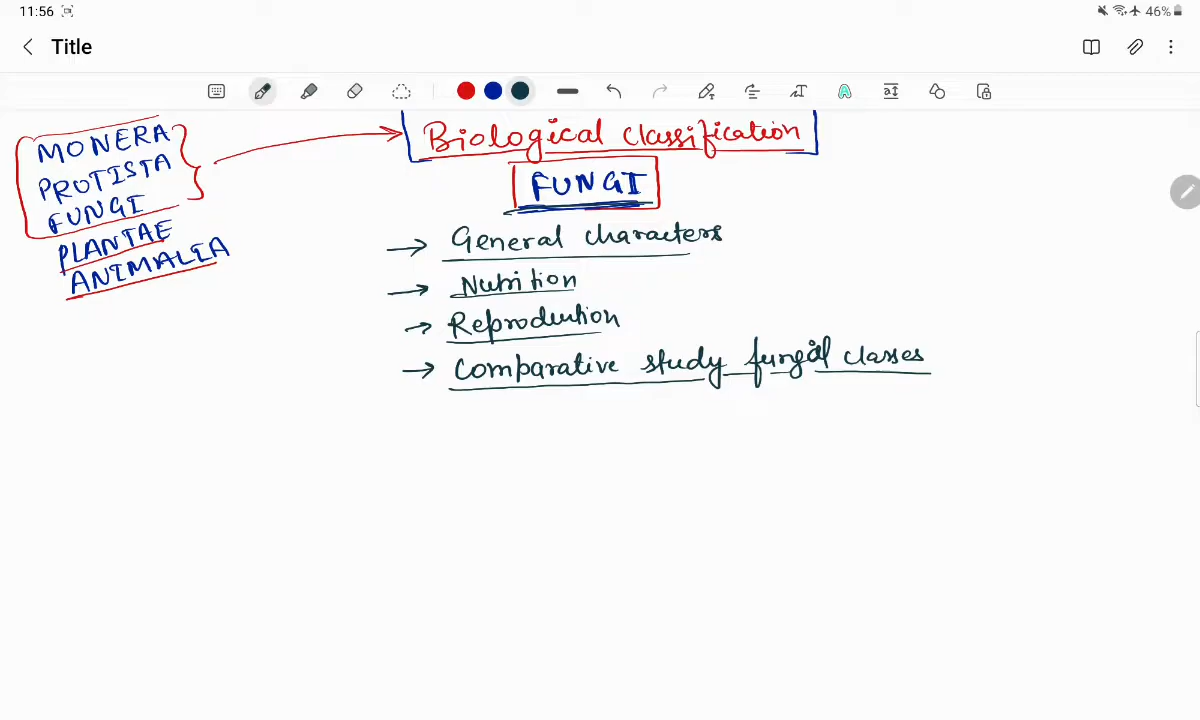 11:56
46%
Title
MONERA
PROTISTA
FUNGI
PLANTAE
ANIMALIA
Biological classification
FUNGI
→ General characters
→ Nutrition
→ Reproduction
→ Comparative study fungal classes